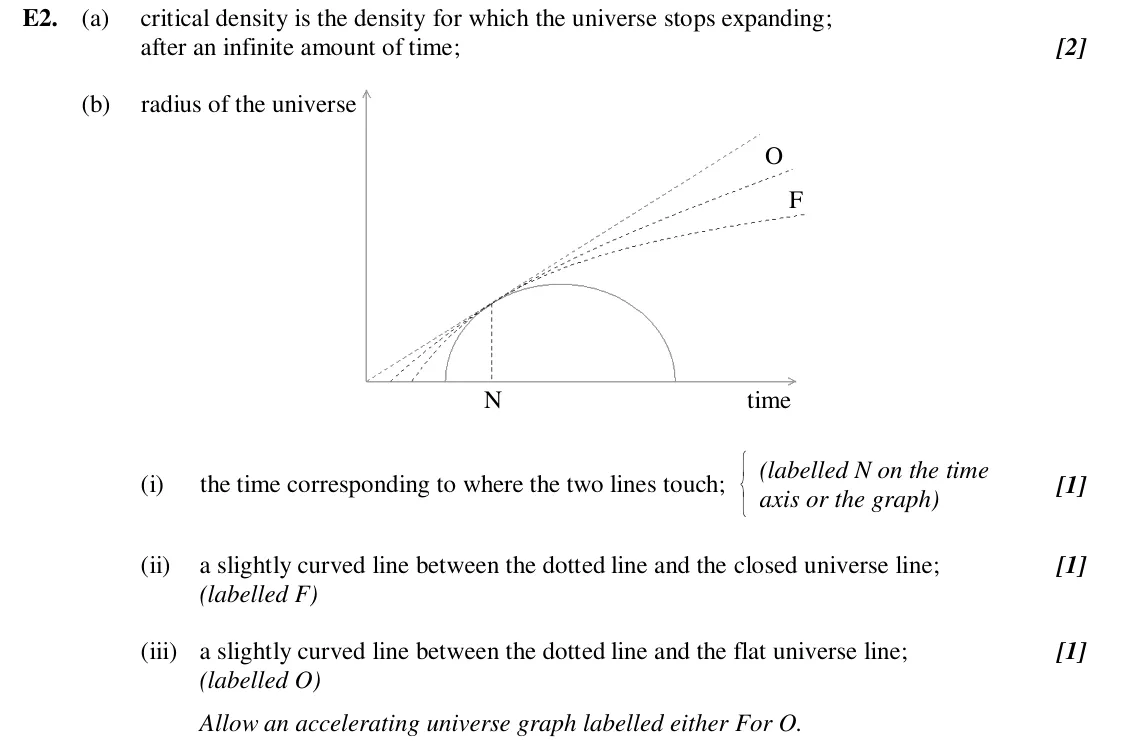 E2. (a) critical density is the density for which the universe stops expanding;
after an infinite amount of time; [2]
(b) radius of the universe
O
F
N time
(i) the time corresponding to where the two lines touch; (labelled N on the time
axis or the graph) [1]
(ii) a slightly curved line between the dotted line and the closed universe line; [1]
(labelled F)
(iii) a slightly curved line between the dotted line and the flat universe line; [1]
(labelled O)
Allow an accelerating universe graph labelled either For O.